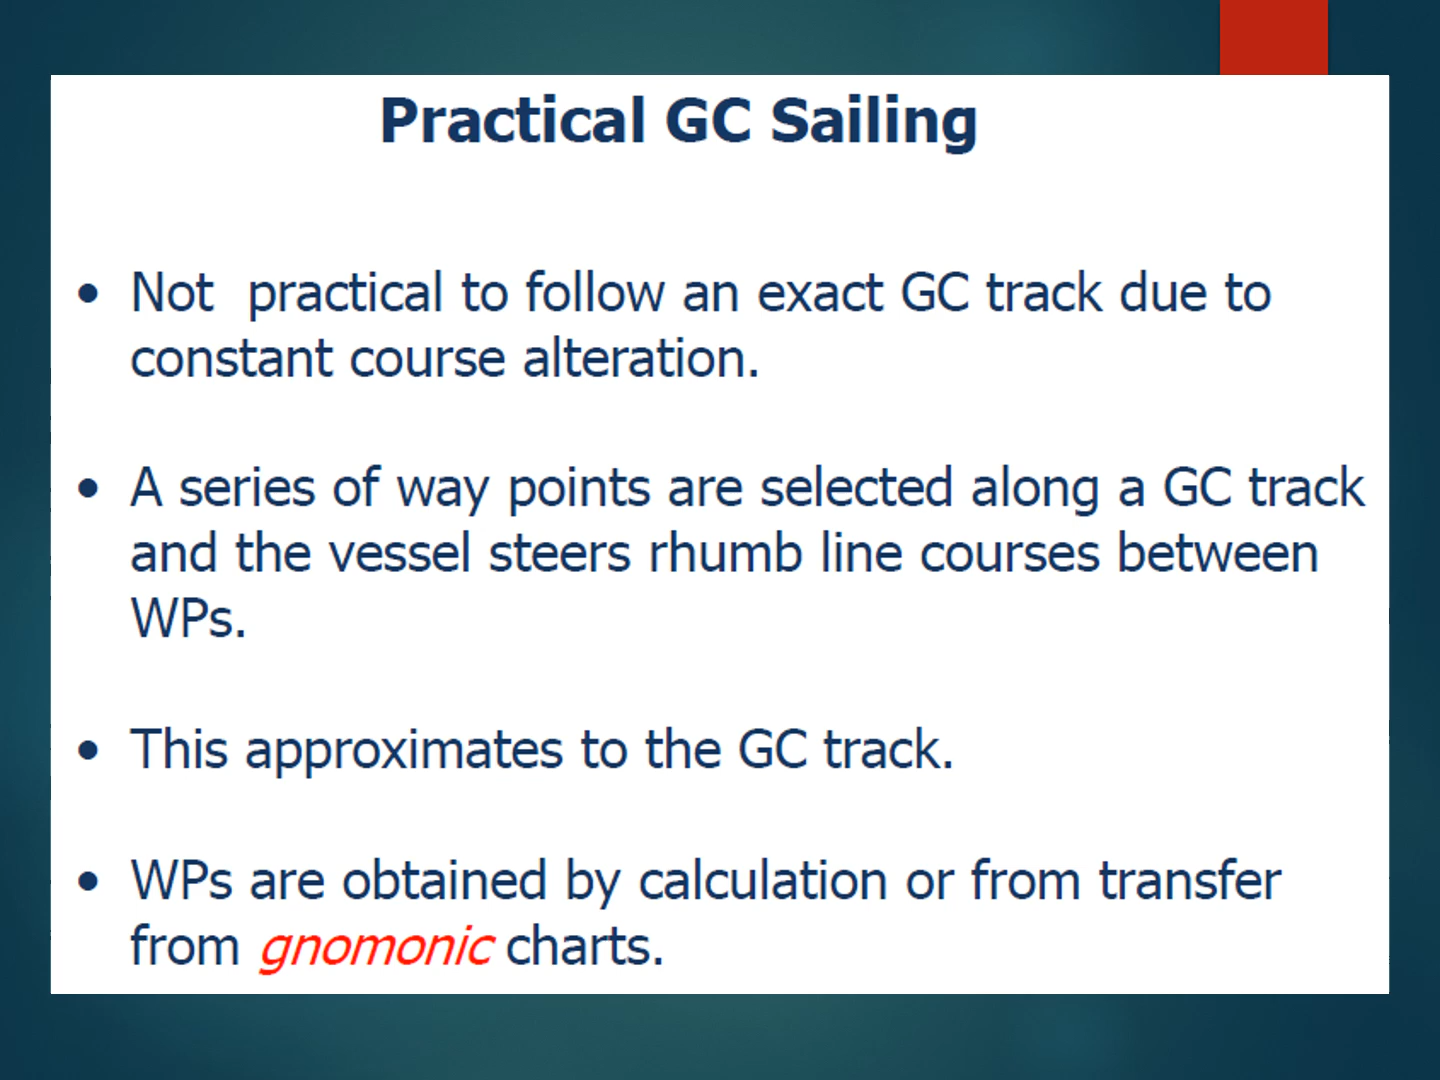 Practical GC Sailing
• Not practical to follow an exact GC track due to
constant course alteration.
• A series of way points are selected along a GC track
and the vessel steers rhumb line courses between
WPs.
• This approximates to the GC track.
• WPs are obtained by calculation or from transfer
from gnomonic charts.